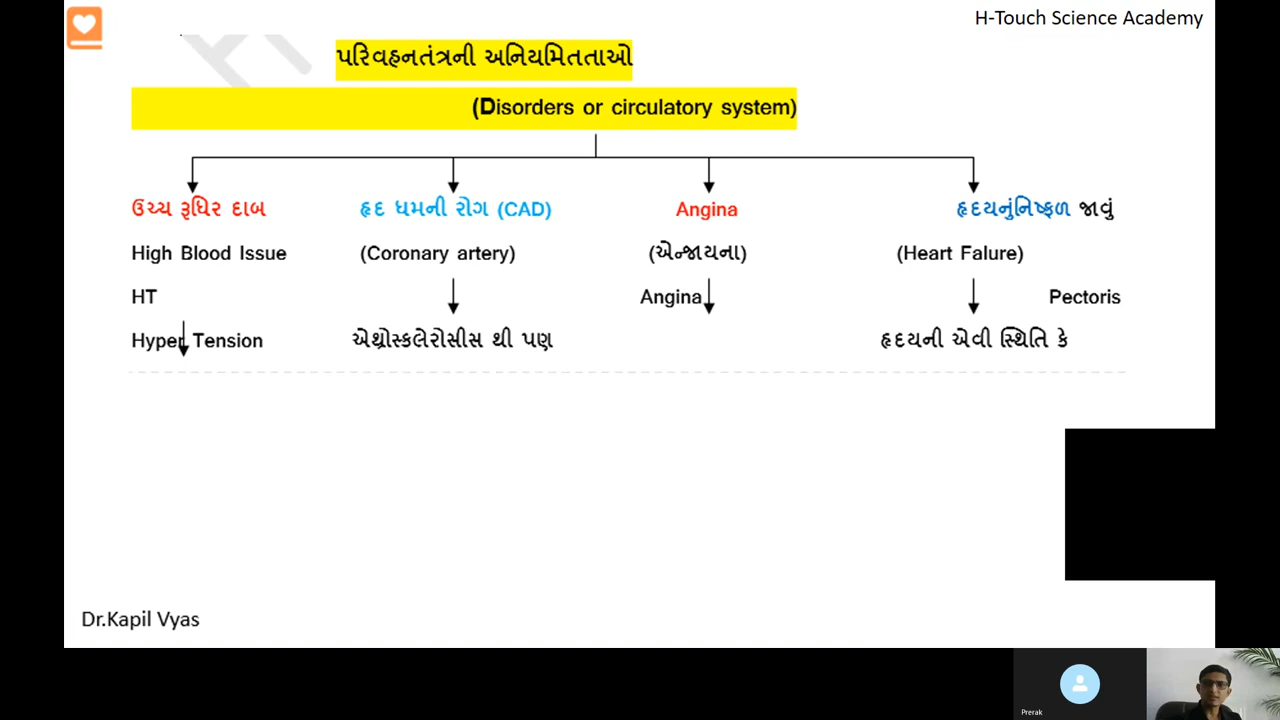 H-Touch Science Academy
પરિવહનતંત્રની અનિયમિતતાઓ
(Disorders or circulatory system)
ઉચ્ચ રૂધિર દાબ હૃદ ધમની રોગ (CAD) Angina હૃદયનુંનિષ્ફળ જાવું
High Blood Issue (Coronary artery) (એન્જાયના) (Heart Falure)
HT Angina Pectoris
Hyper Tension એથ્રોસ્કલેરોસીસ થી પણ હૃદયની એવી સ્થિતિ કે
Dr.Kapil Vyas
Prerak